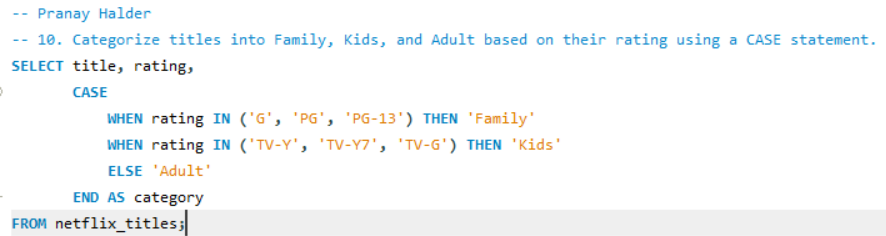 -- Pranay Halder
-- 10. Categorize titles into Family, Kids, and Adult based on their rating using a CASE statement.
SELECT title, rating,
CASE
WHEN rating IN ('G', 'PG', 'PG-13') THEN 'Family'
WHEN rating IN ('TV-Y', 'TV-Y7', 'TV-G') THEN 'Kids'
ELSE 'Adult'
END AS category
FROM netflix_titles;